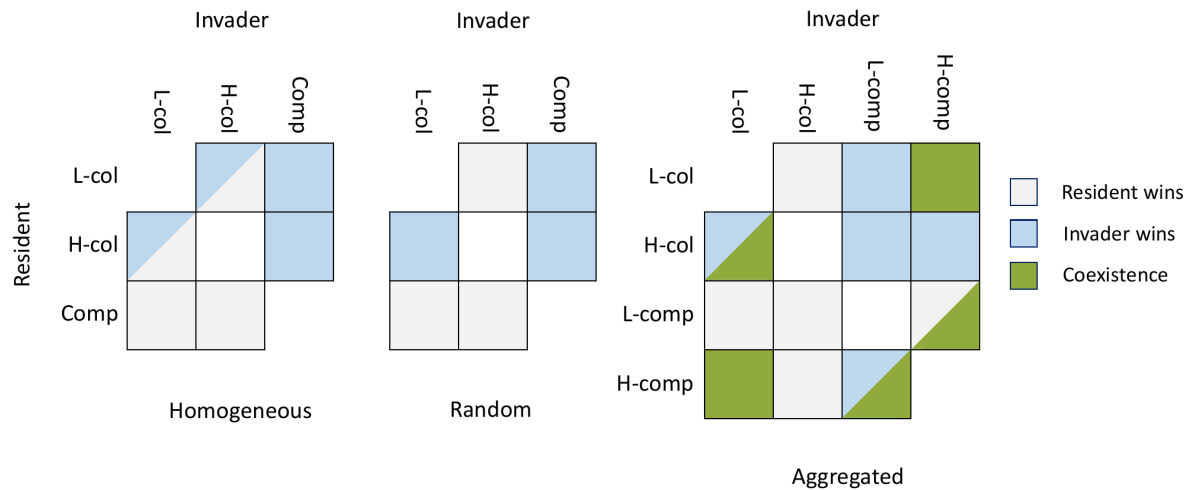 Invader
Invader
Invader
L-col
H-col
Comp
L-col
H-col
Comp
L-col
H-col
L-comp
H-comp
Resident
L-col
H-col
Comp
L-col
H-col
L-comp
H-comp
Resident wins
Invader wins
Coexistence
Homogeneous
Random
Aggregated